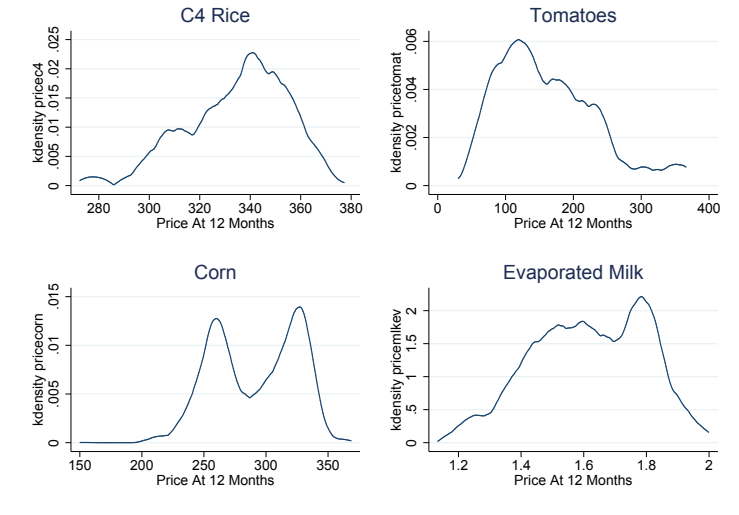 C4 Rice
kdensity pricec4
0 .005 .01 .015 .02 .025
280 300 320 340 360 380
Price At 12 Months
Tomatoes
kdensity pricetomat
0 .002 .004 .006
0 100 200 300 400
Price At 12 Months
Corn
kdensity pricecorn
0 .005 .01 .015
150 200 250 300 350
Price At 12 Months
Evaporated Milk
kdensity pricemilkev
0 .5 1 1.5 2
1.2 1.4 1.6 1.8 2
Price At 12 Months